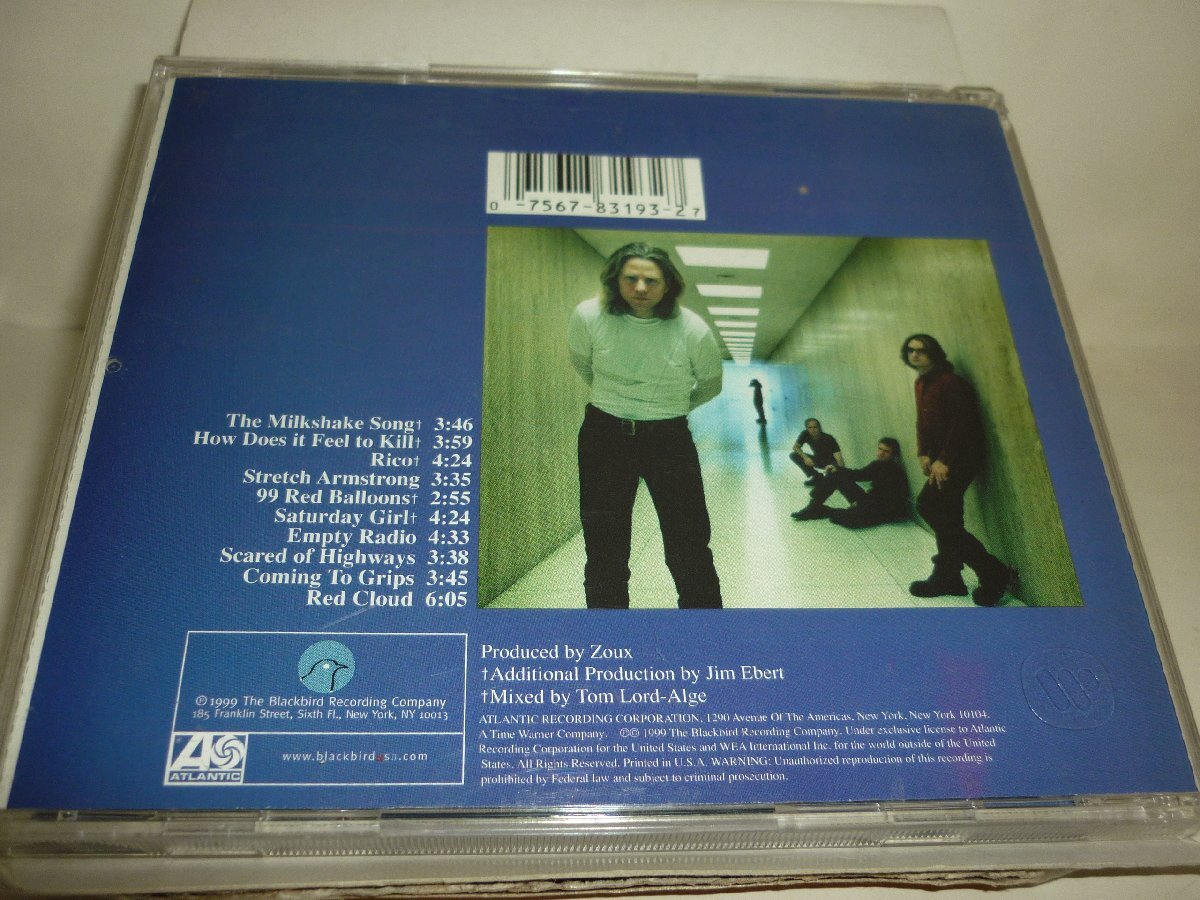 0 -7567-83193-2 7
The Milkshake Song† 3:46
How Does it Feel to Kill† 3:59
Rico† 4:24
Stretch Armstrong 3:35
99 Red Balloons† 2:55
Saturday Girl† 4:24
Empty Radio 4:33
Scared of Highways 3:38
Coming To Grips 3:45
Red Cloud 6:05
℗ 1999 The Blackbird Recording Company
185 Franklin Street, Sixth Fl., New York, NY 10013
ATLANTIC
www.blackbirdusa.com
Produced by Zoux
†Additional Production by Jim Ebert
†Mixed by Tom Lord-Alge
ATLANTIC RECORDING CORPORATION, 1290 Avenue Of The Americas, New York, New York 10104.
A Time Warner Company. ©℗ 1999 The Blackbird Recording Company. Under exclusive license to Atlantic
Recording Corporation for the United States and WEA International Inc. for the world outside of the United
States. All Rights Reserved. Printed in U.S.A. WARNING: Unauthorized reproduction of this recording is
prohibited by Federal law and subject to criminal prosecution.